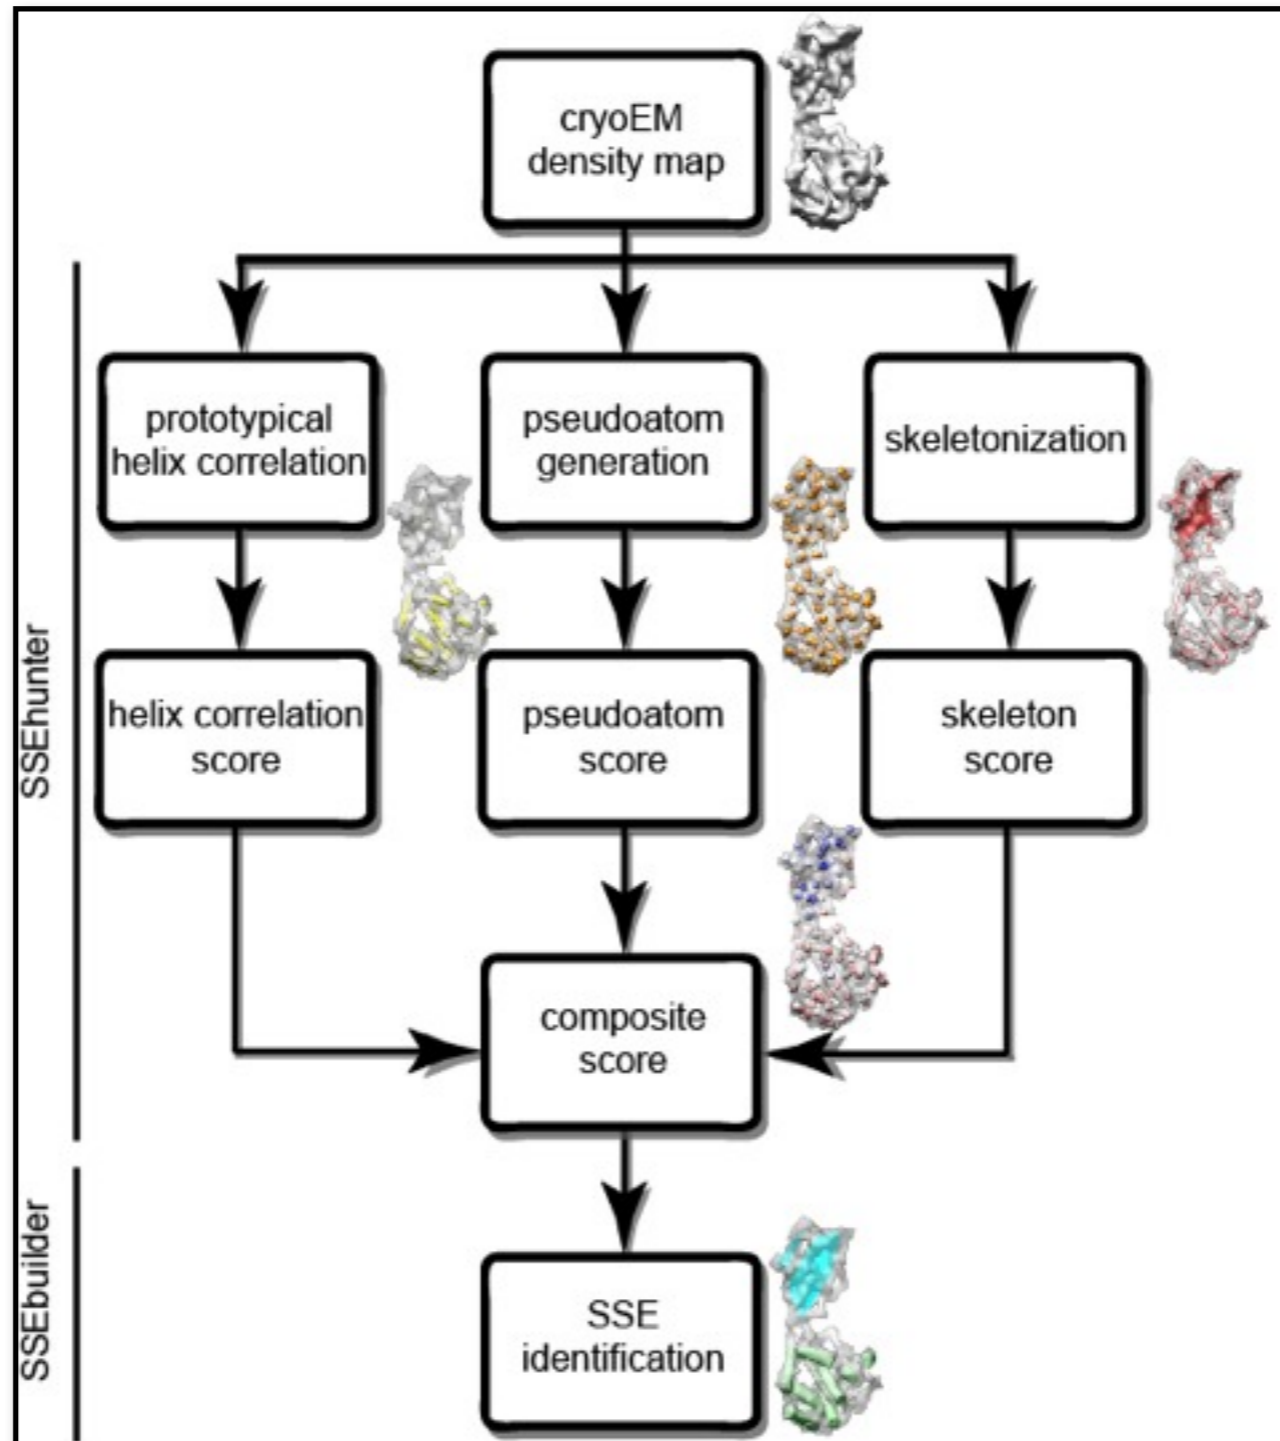 cryoEM
density map
prototypical
helix correlation
pseudoatom
generation
skeletonization
SSEhunter
helix correlation
score
pseudoatom
score
skeleton
score
composite
score
SSEbuilder
SSE
identification